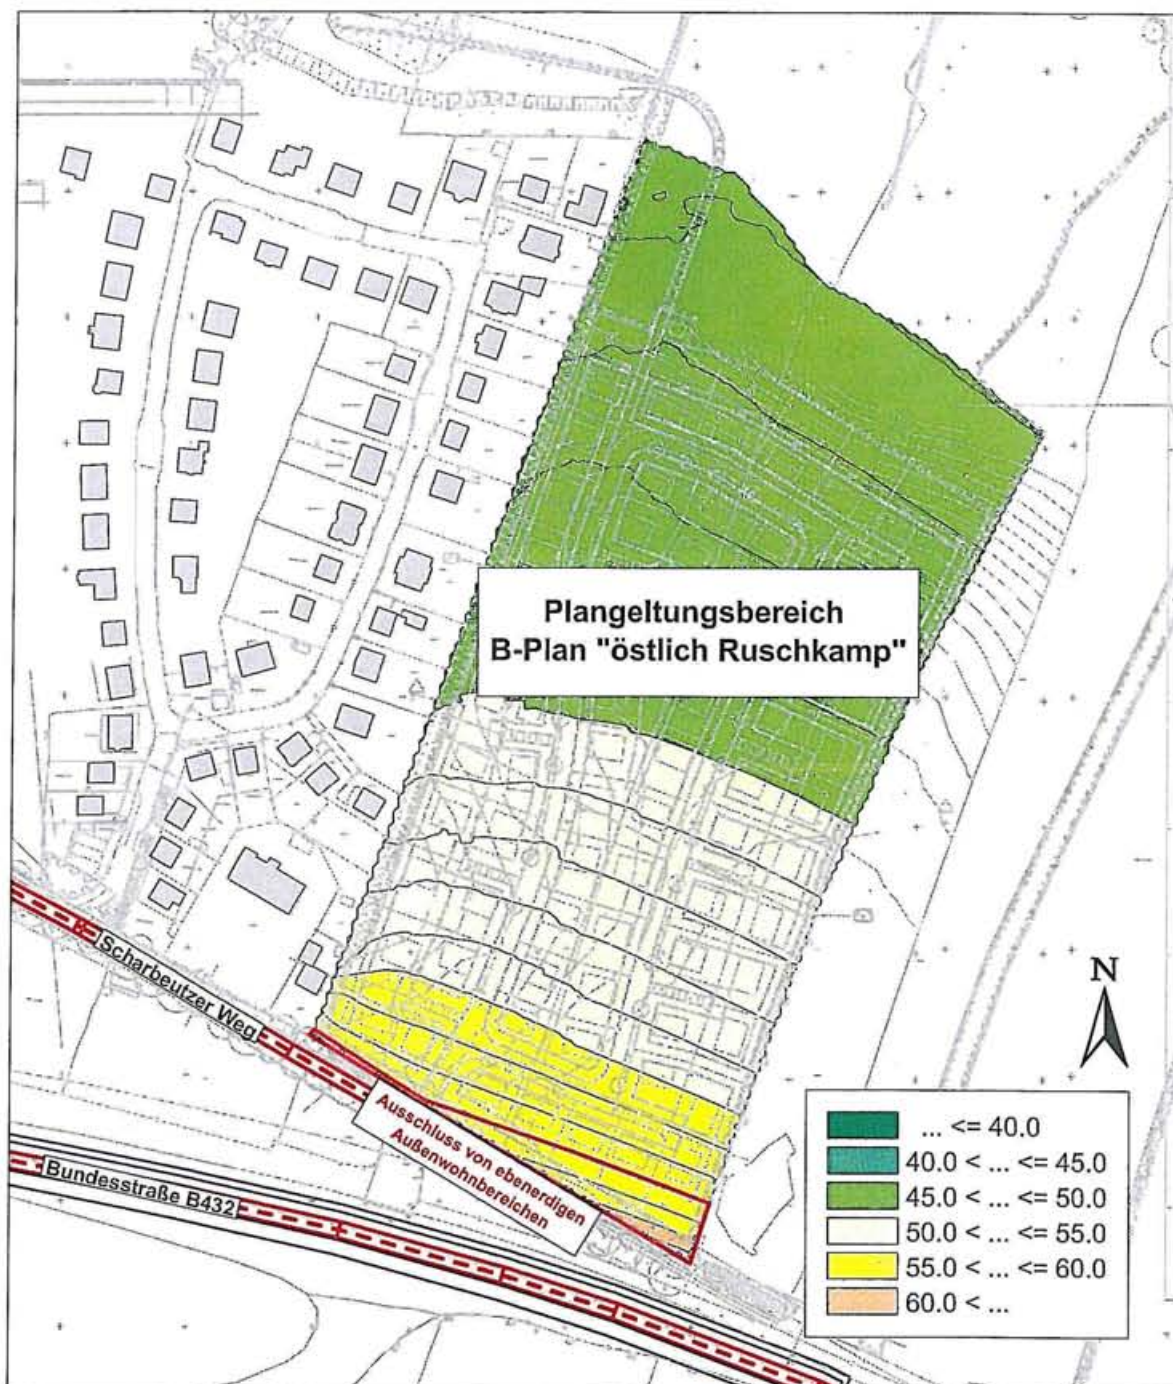 Plangeltungsbereich
B-Plan "östlich Ruschkamp"
Scharbeutzer Weg
Ausschluss von ebenerdigen
Außenwohnbereichen
Bundesstraße B432
N
... <= 40.0
40.0 < ... <= 45.0
45.0 < ... <= 50.0
50.0 < ... <= 55.0
55.0 < ... <= 60.0
60.0 < ...